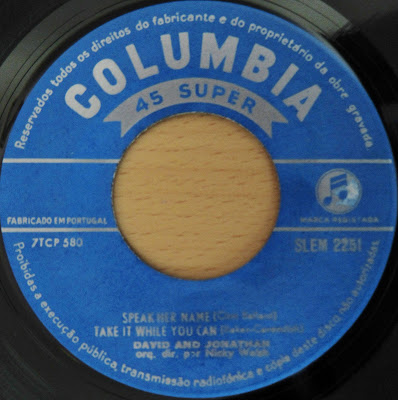 Reservados todos os direitos do fabricante e do proprietário da obra gravada
COLUMBIA
45 SUPER
FABRICADO EM PORTUGAL
MARCA REGISTADA
7TCP 580
SLEM 2251
SPEAK HER NAME
TAKE IT WHILE YOU CAN
DAVID AND JONATHAN
orq. dir. por Nicky Welsh
Proibidas a execução pública, transmissão radiofónica e cópia deste disco não autorizadas.